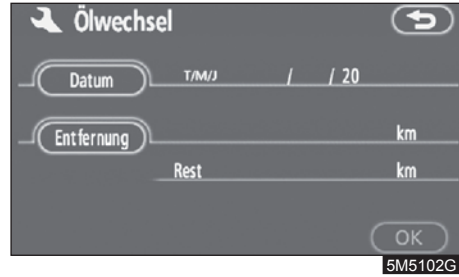 Ölwechsel
Datum T/M/J / / 20
Entfernung km
Rest km
OK
5M5102G